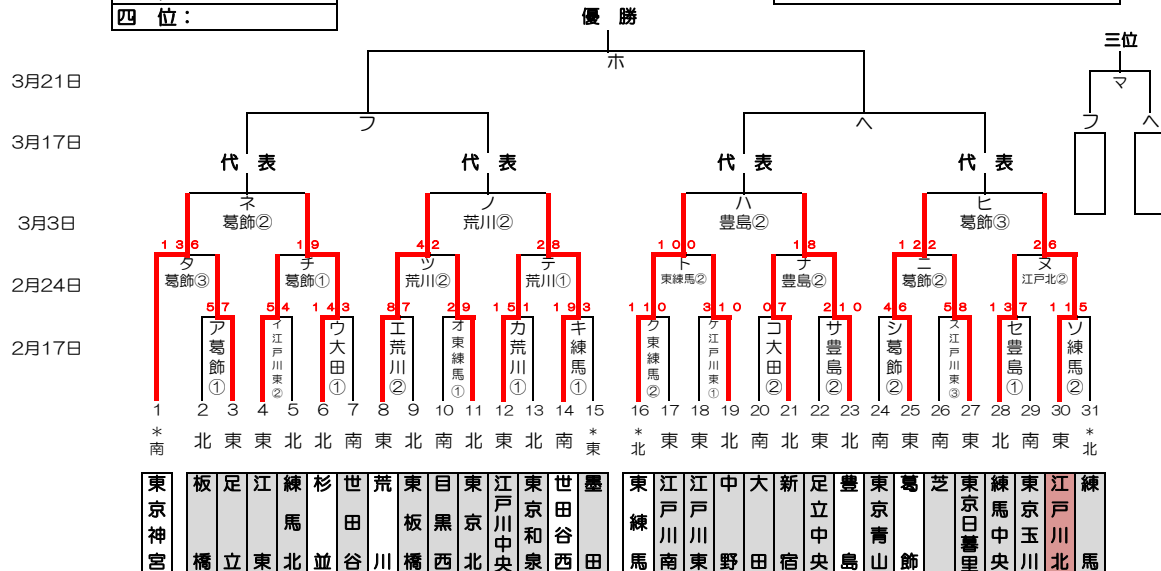 四　位：
優　勝
三位
ホ
マ
3月21日
フ
ヘ
フ
ヘ
3月17日
代　表
代　表
代　表
代　表
ネ
ノ
ハ
ヒ
3月3日
葛飾②
荒川②
豊島②
葛飾③
1 3 6
1 9
4 2
2 8
1 0 0
1 8
1 2 2
2 6
タ
チ
ツ
テ
ト
ナ
ニ
ヌ
2月24日
葛飾③
葛飾①
荒川②
荒川①
東練馬②
豊島②
葛飾②
江戸北②
5 7
5 4
1 4 3
8 7
2 9
1 5 1
1 9 3
1 1 0
3 1 0
0 7
2 1 0
4 6
5 8
1 3 7
1 1 5
2月17日
ア葛飾①
イ江戸川東②
ウ大田①
エ荒川②
オ東練馬①
カ荒川①
キ練馬①
ク東練馬②
ケ江戸川東①
コ大田②
サ豊島②
シ葛飾②
ス江戸川東③
セ豊島①
ソ練馬②
1 2 3 4 5 6 7 8 9 10 11 12 13 14 15 16 17 18 19 20 21 22 23 24 25 26 27 28 29 30 31
*南 北 東 東 北 北 南 東 北 南 北 東 北 南 *東 *北 東 東 北 南 北 東 北 南 北 南 東 北 南 東 *北
東京神宮
板橋
足立
江東
練馬北
杉並
世田谷
荒川
東板橋
目黒西
東京北
江戸川中央
東京和泉
世田谷西
墨田
東練馬
江戸川南
江戸川東
中野
大田
新宿
足立中央
豊島
東京青山
葛飾
芝
東京日暮里
練馬中央
東京玉川
江戸川北
練馬